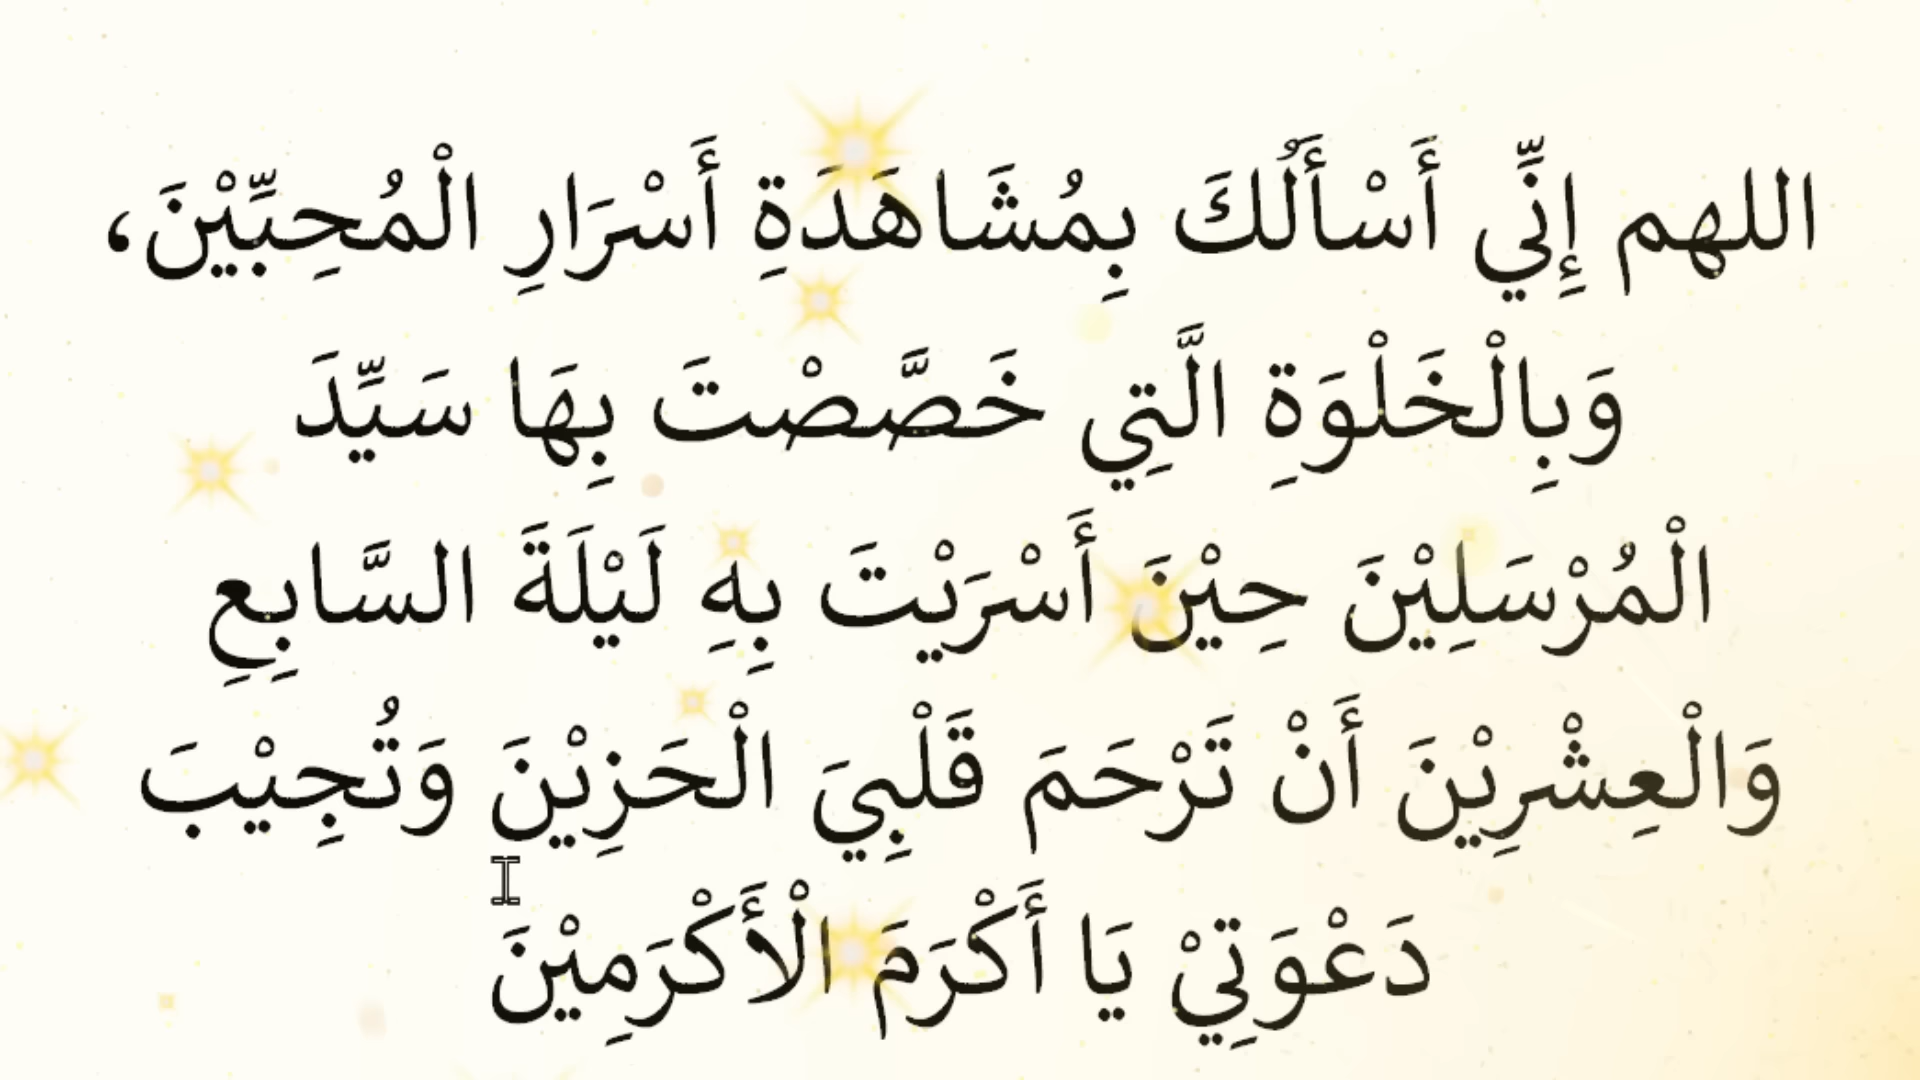 اللهم إِنِّي أَسْأَلُكَ بِمُشَاهَدَةِ أَسْرَارِ الْمُحِبِّيْنَ،
وَبِالْخَلْوَةِ الَّتِي خَصَّصْتَ بِهَا سَيِّدَ
الْمُرْسَلِيْنَ حِيْنَ أَسْرَيْتَ بِهِ لَيْلَةَ السَّابِعِ
وَالْعِشْرِيْنَ أَنْ تَرْحَمَ قَلْبِيَ الْحَزِيْنَ وَتُجِيْبَ
دَعْوَتِيْ يَا أَكْرَمَ الْأَكْرَمِيْنَ